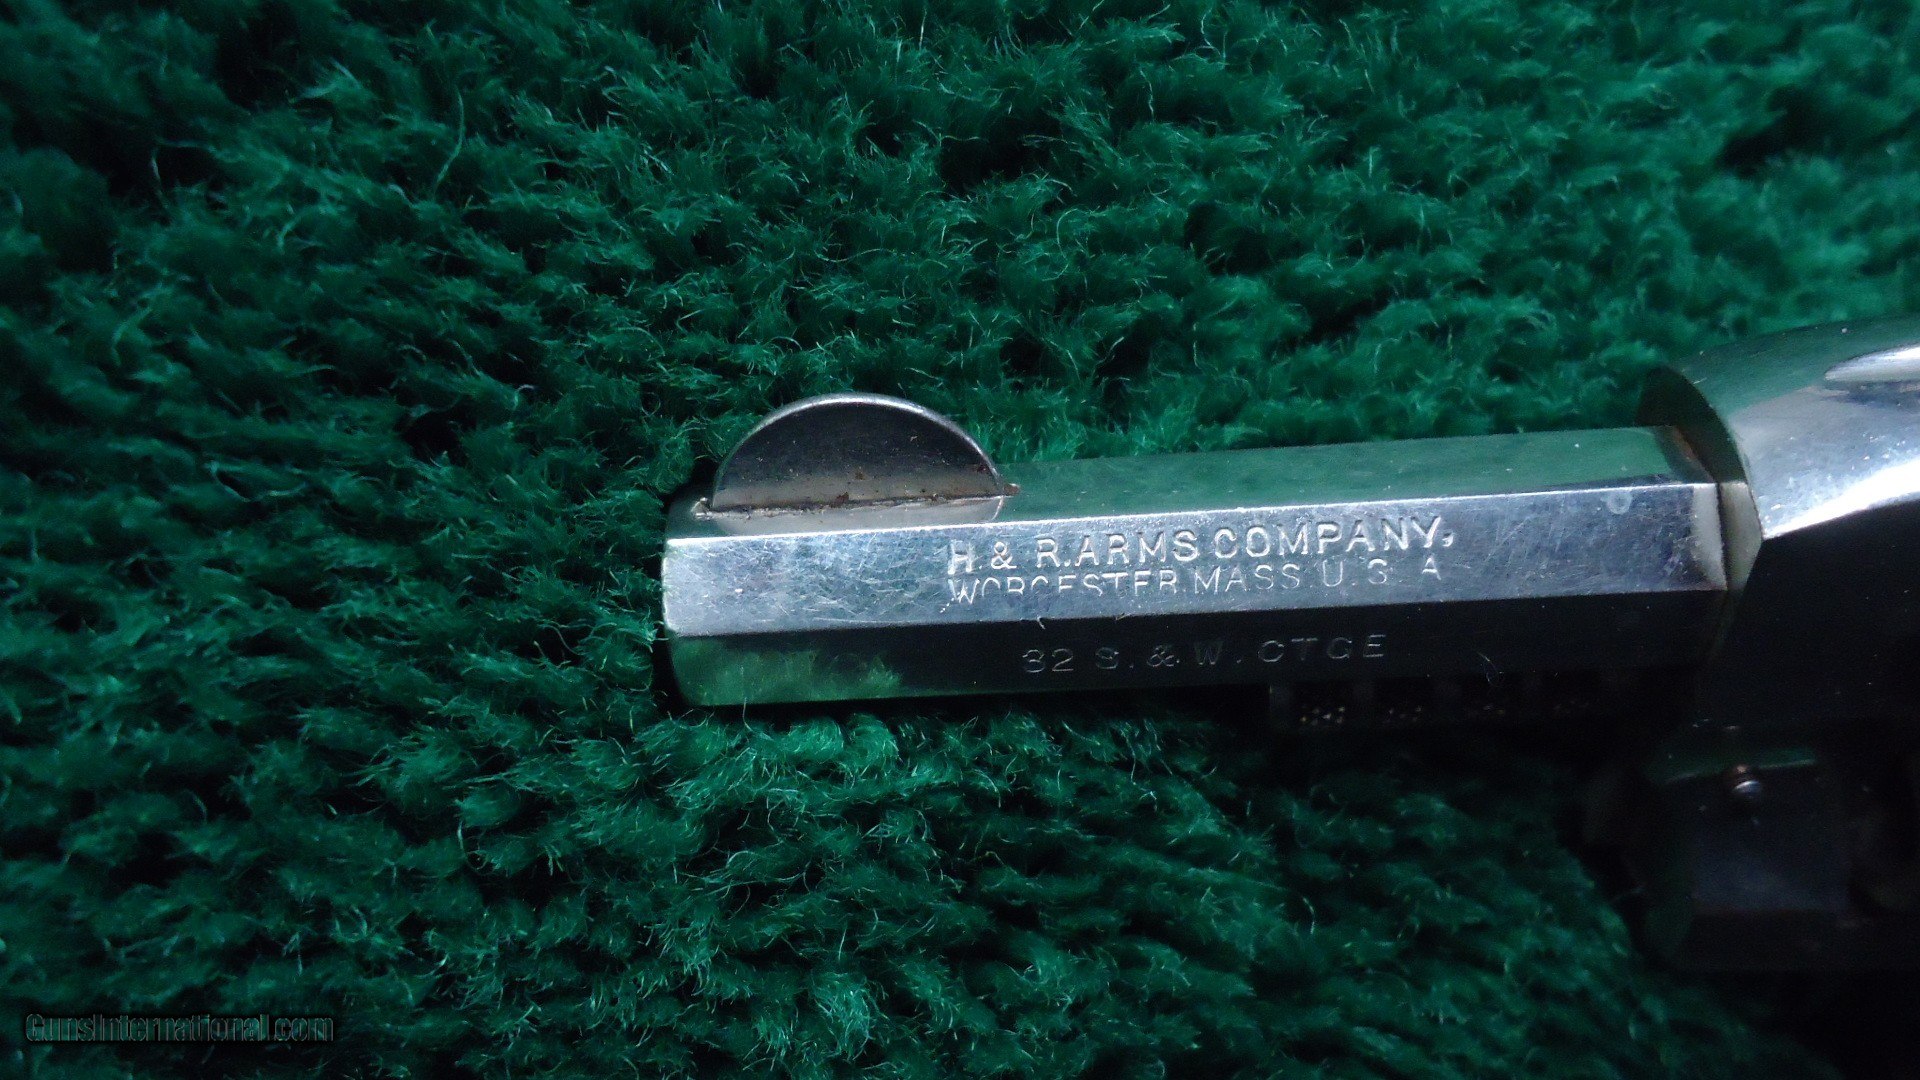 H. & R. ARMS COMPANY,
WORCESTER, MASS U.S.A
32 S. & W. CTGE
GunsInternational.com